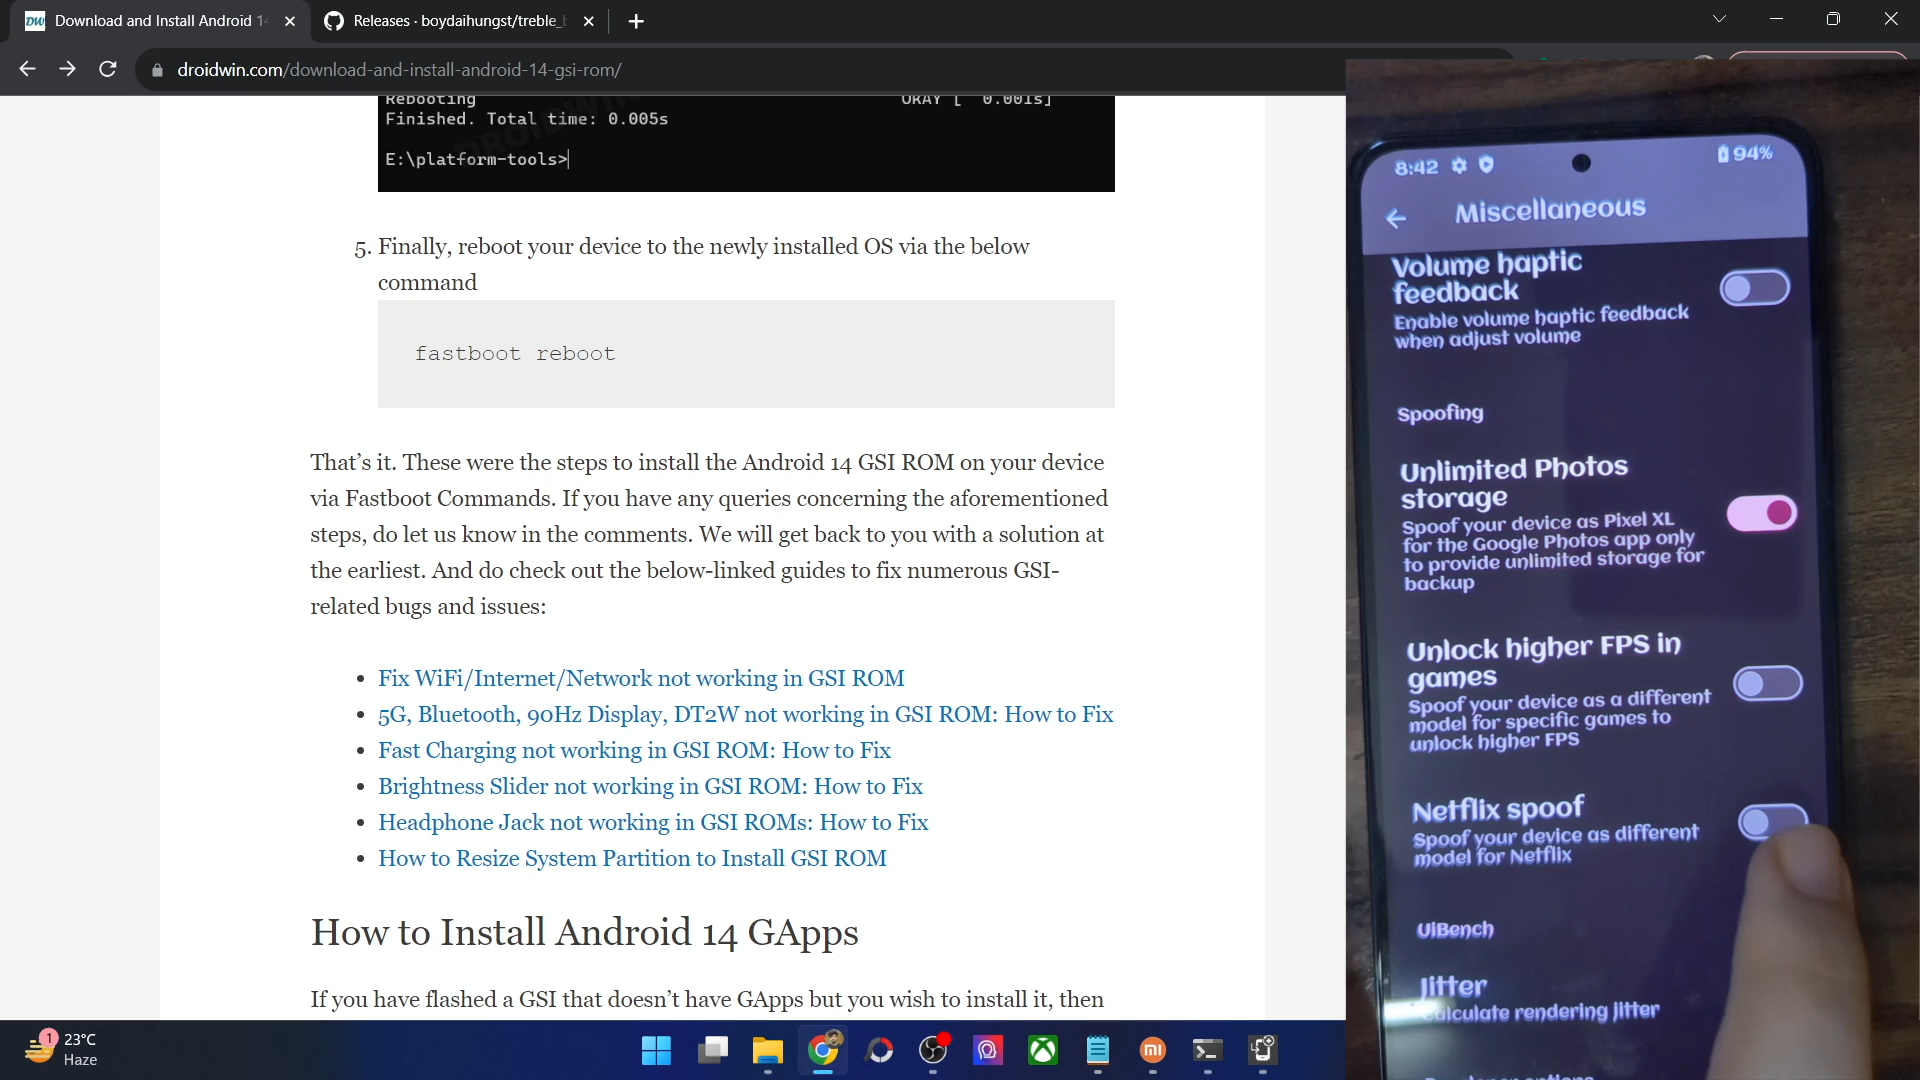 Download and Install Android 14
Releases · boydaihungst/treble_
droidwin.com/download-and-install-android-14-gsi-rom/
Rebooting OKAY [ 0.001s]
Finished. Total time: 0.005s
E:\platform-tools>
5. Finally, reboot your device to the newly installed OS via the below
command
fastboot reboot
That’s it. These were the steps to install the Android 14 GSI ROM on your device
via Fastboot Commands. If you have any queries concerning the aforementioned
steps, do let us know in the comments. We will get back to you with a solution at
the earliest. And do check out the below-linked guides to fix numerous GSI-
related bugs and issues:
• Fix WiFi/Internet/Network not working in GSI ROM
• 5G, Bluetooth, 90Hz Display, DT2W not working in GSI ROM: How to Fix
• Fast Charging not working in GSI ROM: How to Fix
• Brightness Slider not working in GSI ROM: How to Fix
• Headphone Jack not working in GSI ROMs: How to Fix
• How to Resize System Partition to Install GSI ROM
How to Install Android 14 GApps
If you have flashed a GSI that doesn’t have GApps but you wish to install it, then
1
23°C
Haze
8:42
94%
Miscellaneous
Volume haptic
feedback
Enable volume haptic feedback
when adjust volume
Spoofing
Unlimited Photos
storage
Spoof your device as Pixel XL
for the Google Photos app only
to provide unlimited storage for
backup
Unlock higher FPS in
games
Spoof your device as a different
model for specific games to
unlock higher FPS
Netflix spoof
Spoof your device as different
model for Netflix
UiBench
Jitter
Calculate rendering jitter